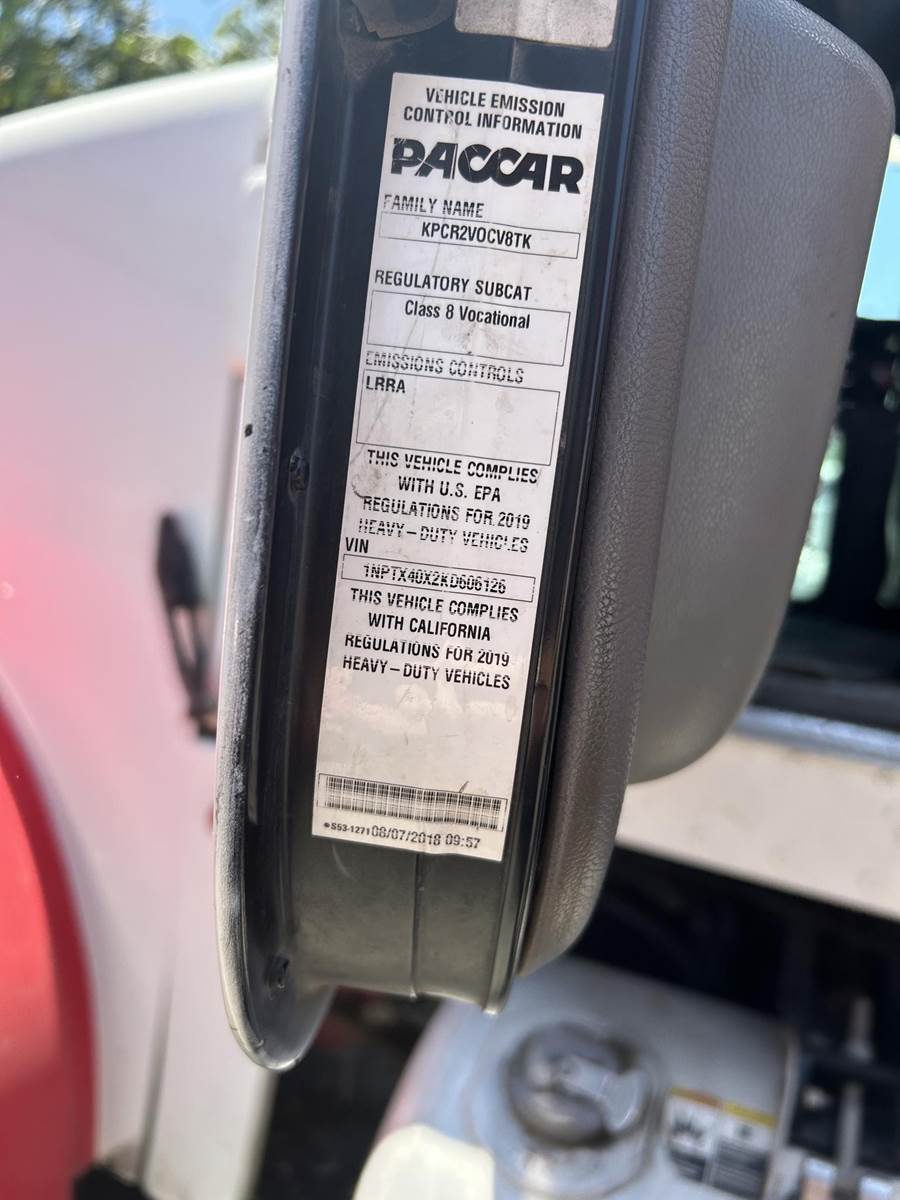 VEHICLE EMISSION
CONTROL INFORMATION
PACCAR
FAMILY NAME
KPCR2VOCV8TK
REGULATORY SUBCAT
Class 8 Vocational
EMISSIONS CONTROLS
LRRA
THIS VEHICLE COMPLIES
WITH U.S. EPA
REGULATIONS FOR 2019
HEAVY-DUTY VEHICLES
VIN
1NPTX40X2KD606126
THIS VEHICLE COMPLIES
WITH CALIFORNIA
REGULATIONS FOR 2019
HEAVY-DUTY VEHICLES
S53-1271 08/07/2018 09:57